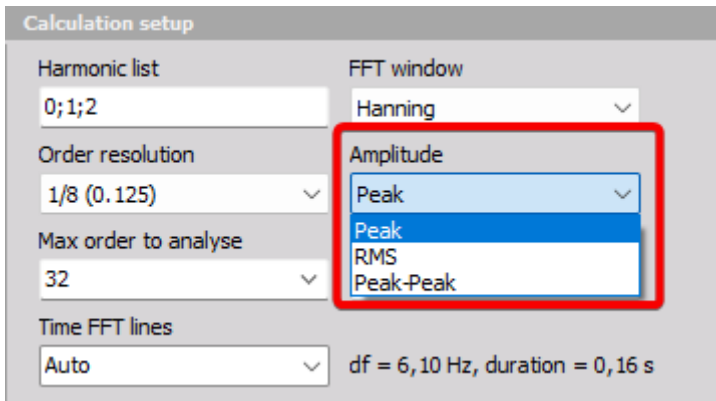 Calculation setup
Harmonic list
FFT window
0;1;2
Hanning
Order resolution
Amplitude
1/8 (0.125)
Peak
Peak
RMS
Peak-Peak
Max order to analyse
32
Time FFT lines
Auto
df = 6,10 Hz, duration = 0,16 s